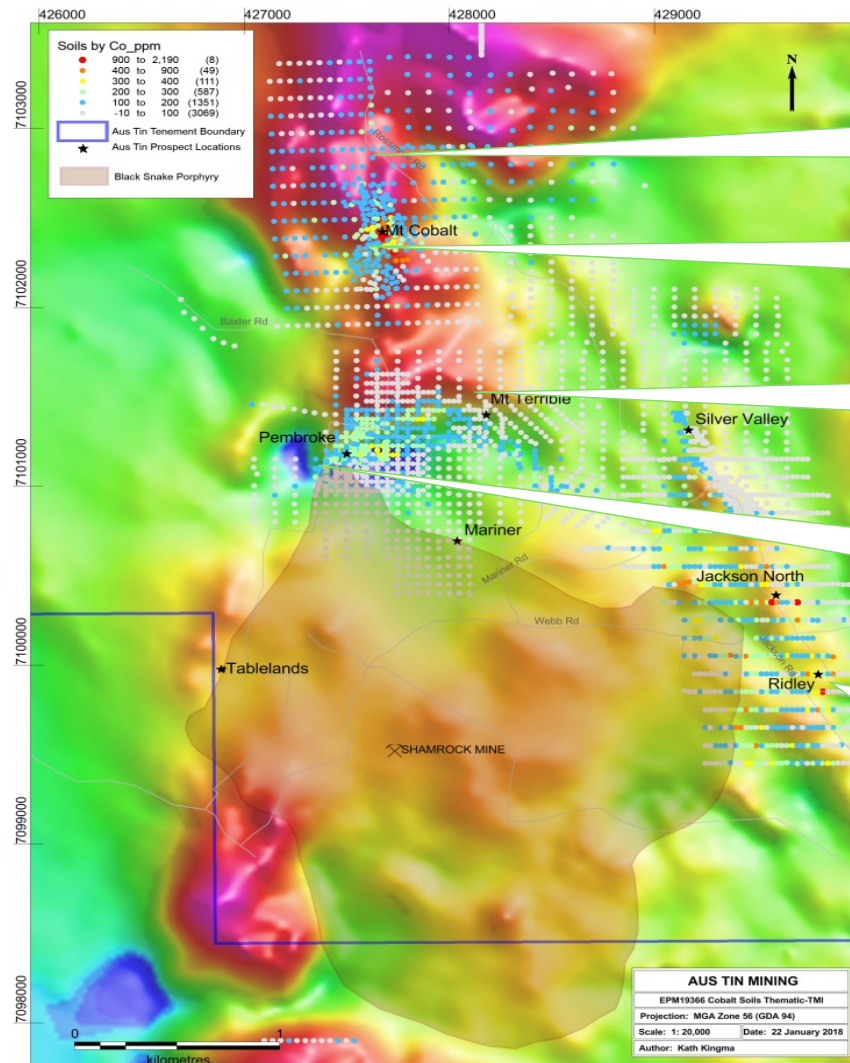 426000 427000 428000 429000
Soils by Co_ppm
900 to 2,190 (8)
400 to 900 (49)
300 to 400 (111)
200 to 300 (587)
100 to 200 (1351)
-10 to 100 (3069)
Aus Tin Tenement Boundary
Aus Tin Prospect Locations
Black Snake Porphyry
N
7103000
Mt Cobalt
7102000
Baxter Rd
Mt Terrible
Silver Valley
Pembroke
7101000
Mariner
Mariner Rd
Jackson North
Webb Rd
7100000
Jackson Rd
Tablelands
Ridley
SHAMROCK MINE
7099000
7098000
0 1
kilometres
AUS TIN MINING
EPM19366 Cobalt Soils Thematic-TMI
Projection: MGA Zone 56 (GDA 94)
Scale: 1: 20,000 Date: 22 January 2018
Author: Kath Kingma